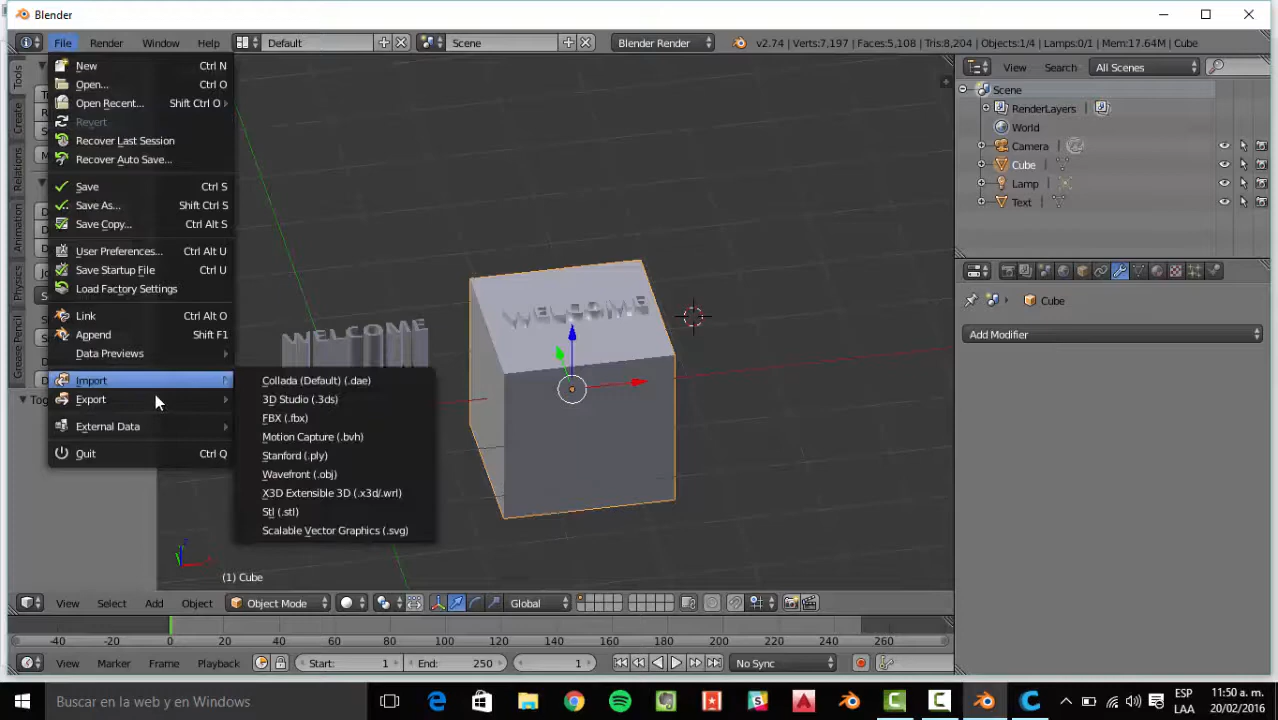 Blender
File Render Window Help Default Scene Blender Render v2.74 | Verts:7,197 | Faces:5,108 | Tris:8,204 | Objects:1/4 | Lamps:0/1 | Mem:17.64M | Cube
New Ctrl N
Open... Ctrl O
Open Recent... Shift Ctrl O
Revert
Recover Last Session
Recover Auto Save...
Save Ctrl S
Save As... Shift Ctrl S
Save Copy... Ctrl Alt S
User Preferences... Ctrl Alt U
Save Startup File Ctrl U
Load Factory Settings
Link Ctrl Alt O
Append Shift F1
Data Previews
Import
Export
External Data
Quit Ctrl Q
Collada (Default) (.dae)
3D Studio (.3ds)
FBX (.fbx)
Motion Capture (.bvh)
Stanford (.ply)
Wavefront (.obj)
X3D Extensible 3D (.x3d/.wrl)
Stl (.stl)
Scalable Vector Graphics (.svg)
Tools
Create
Relations
Animation
Physics
Grease Pencil
WELCOME
WELCOME
(1) Cube
View Search All Scenes
Scene
RenderLayers
World
Camera
Cube
Lamp
Text
Cube
Add Modifier
View Select Add Object Object Mode Global
-40 -20 0 20 40 60 80 100 120 140 160 180 200 220 240 260
View Marker Frame Playback Start: 1 End: 250 1 No Sync
Buscar en la web y en Windows
ESP 11:50 a. m.
LAA 20/02/2016